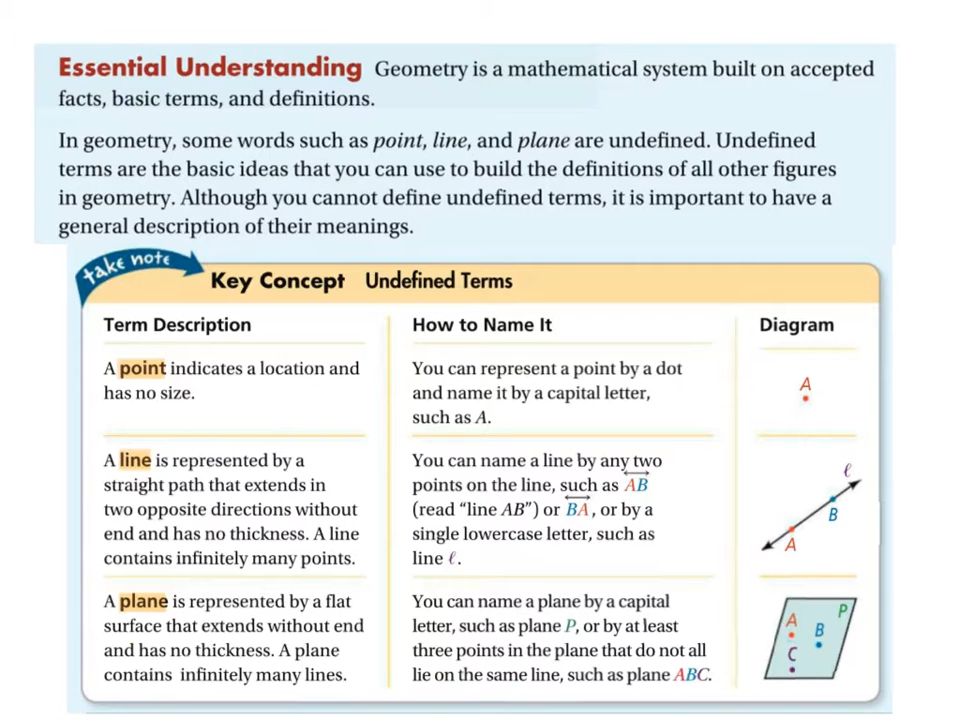 Essential Understanding Geometry is a mathematical system built on accepted
facts, basic terms, and definitions.
In geometry, some words such as point, line, and plane are undefined. Undefined
terms are the basic ideas that you can use to build the definitions of all other figures
in geometry. Although you cannot define undefined terms, it is important to have a
general description of their meanings.
take note
Key Concept Undefined Terms
Term Description
How to Name It
Diagram
A point indicates a location and
has no size.
You can represent a point by a dot
and name it by a capital letter,
such as A.
A
A line is represented by a
straight path that extends in
two opposite directions without
end and has no thickness. A line
contains infinitely many points.
You can name a line by any two
points on the line, such as AB
(read “line AB”) or BA, or by a
single lowercase letter, such as
line ℓ.
ℓ
B
A
A plane is represented by a flat
surface that extends without end
and has no thickness. A plane
contains infinitely many lines.
You can name a plane by a capital
letter, such as plane P, or by at least
three points in the plane that do not all
lie on the same line, such as plane ABC.
P
A
B
C